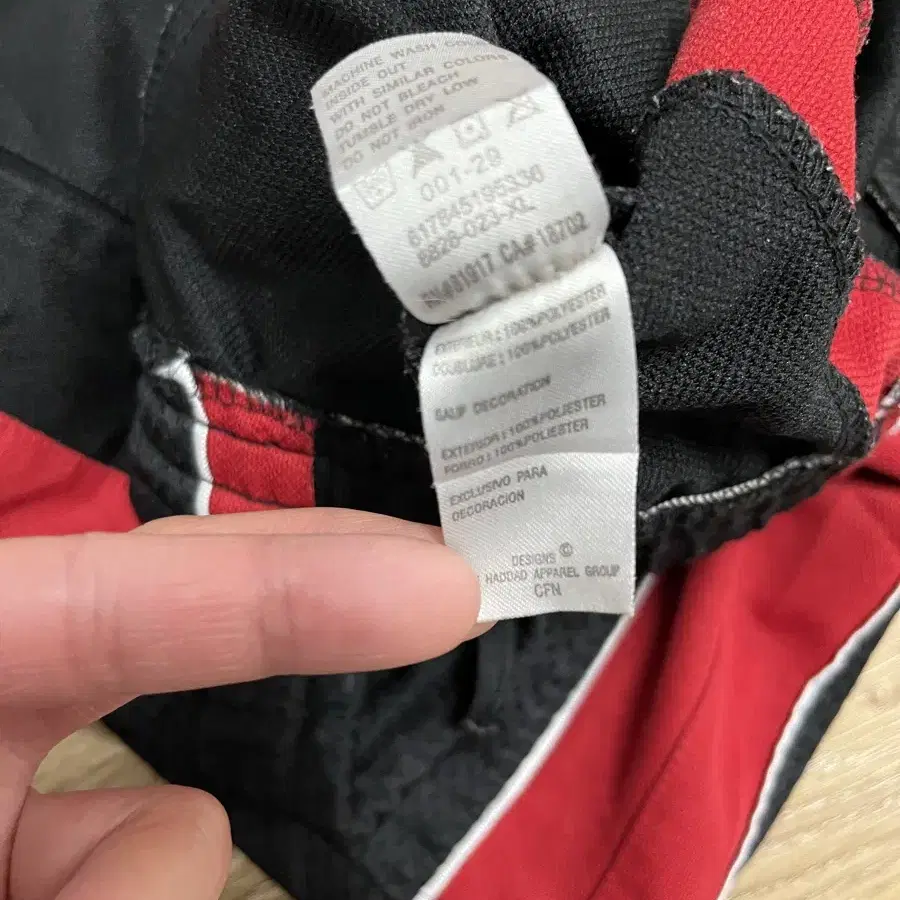 MACHINE WASH COLD
INSIDE OUT
WITH SIMILAR COLORS
DO NOT BLEACH
TUMBLE DRY LOW
DO NOT IRON
001-29
617845195336
6828-023-XL
CA# 18702
EXTERIEUR : 100%POLYESTER
DOUBLURE : 100%POLYESTER
SAUF DECORATION
EXTERIOR : 100%POLIESTER
FORRO : 100%POLIESTER
EXCLUSIVO PARA
DECORACION
DESIGNS ©
HADDAD APPAREL GROUP
CFN